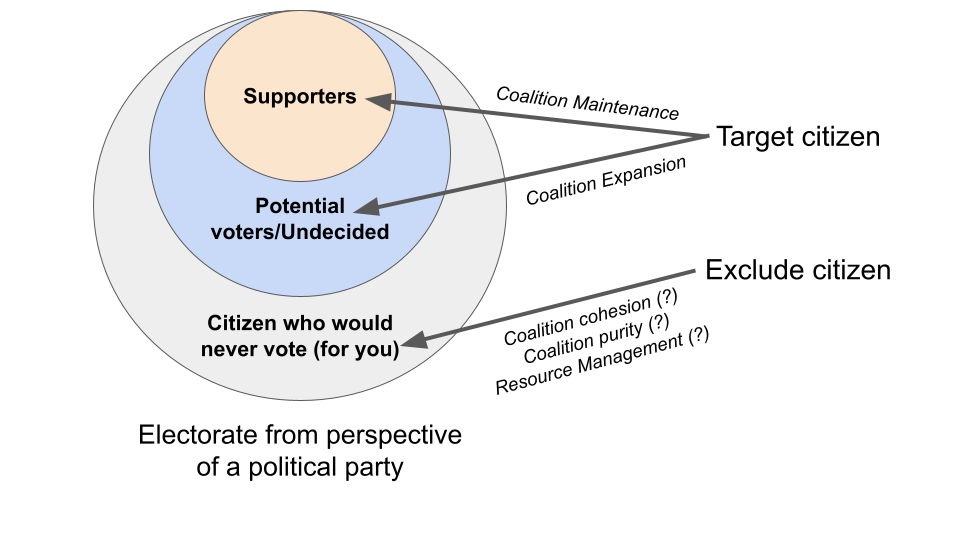 Supporters
Coalition Maintenance
Target citizen
Coalition Expansion
Potential
voters/Undecided
Exclude citizen
Citizen who would
never vote (for you)
Coalition cohesion (?)
Coalition purity (?)
Resource Management (?)
Electorate from perspective
of a political party